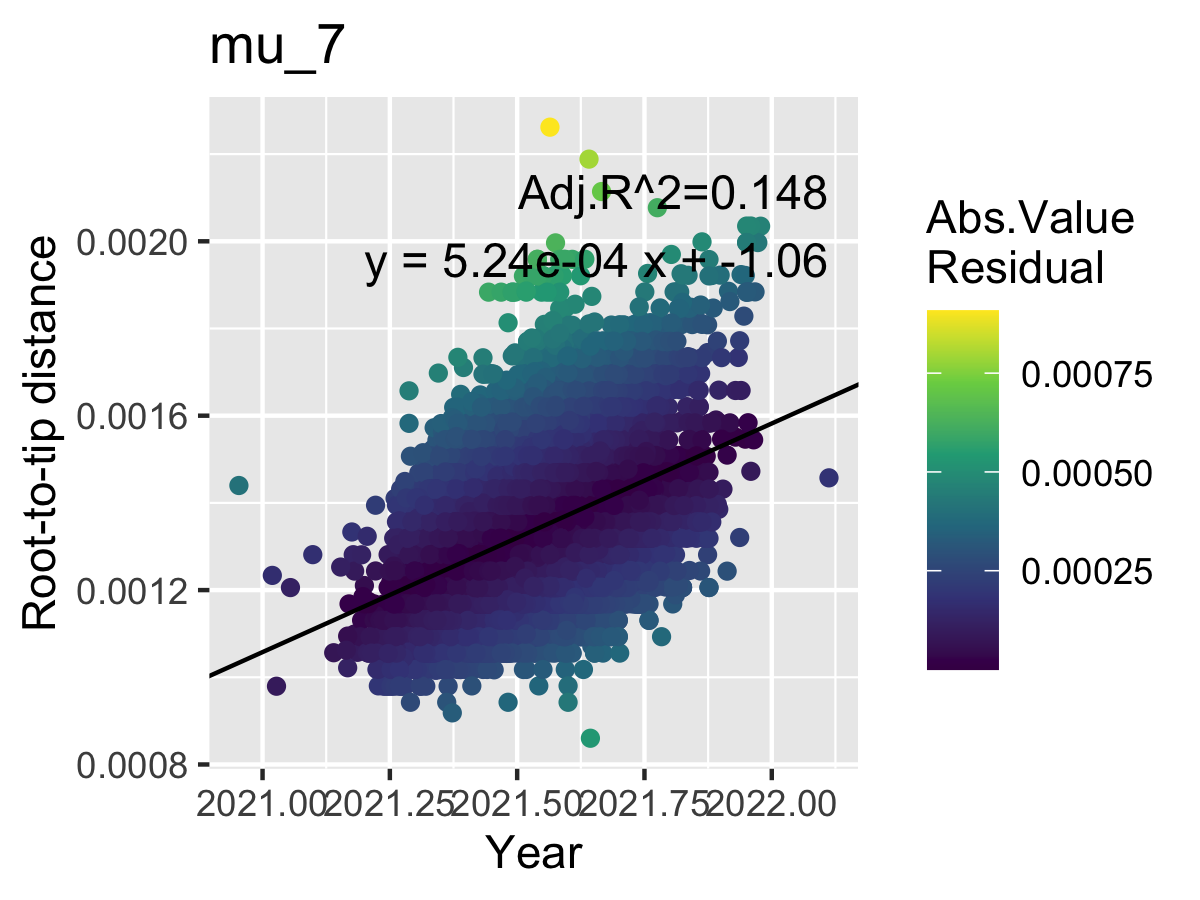 mu_7
Adj.R^2=0.148
y = 5.24e-04 x + -1.06
Root-to-tip distance
0.0020
0.0016
0.0012
0.0008
2021.00 2021.25 2021.50 2021.75 2022.00
Year
Abs.Value
Residual
0.00075
0.00050
0.00025